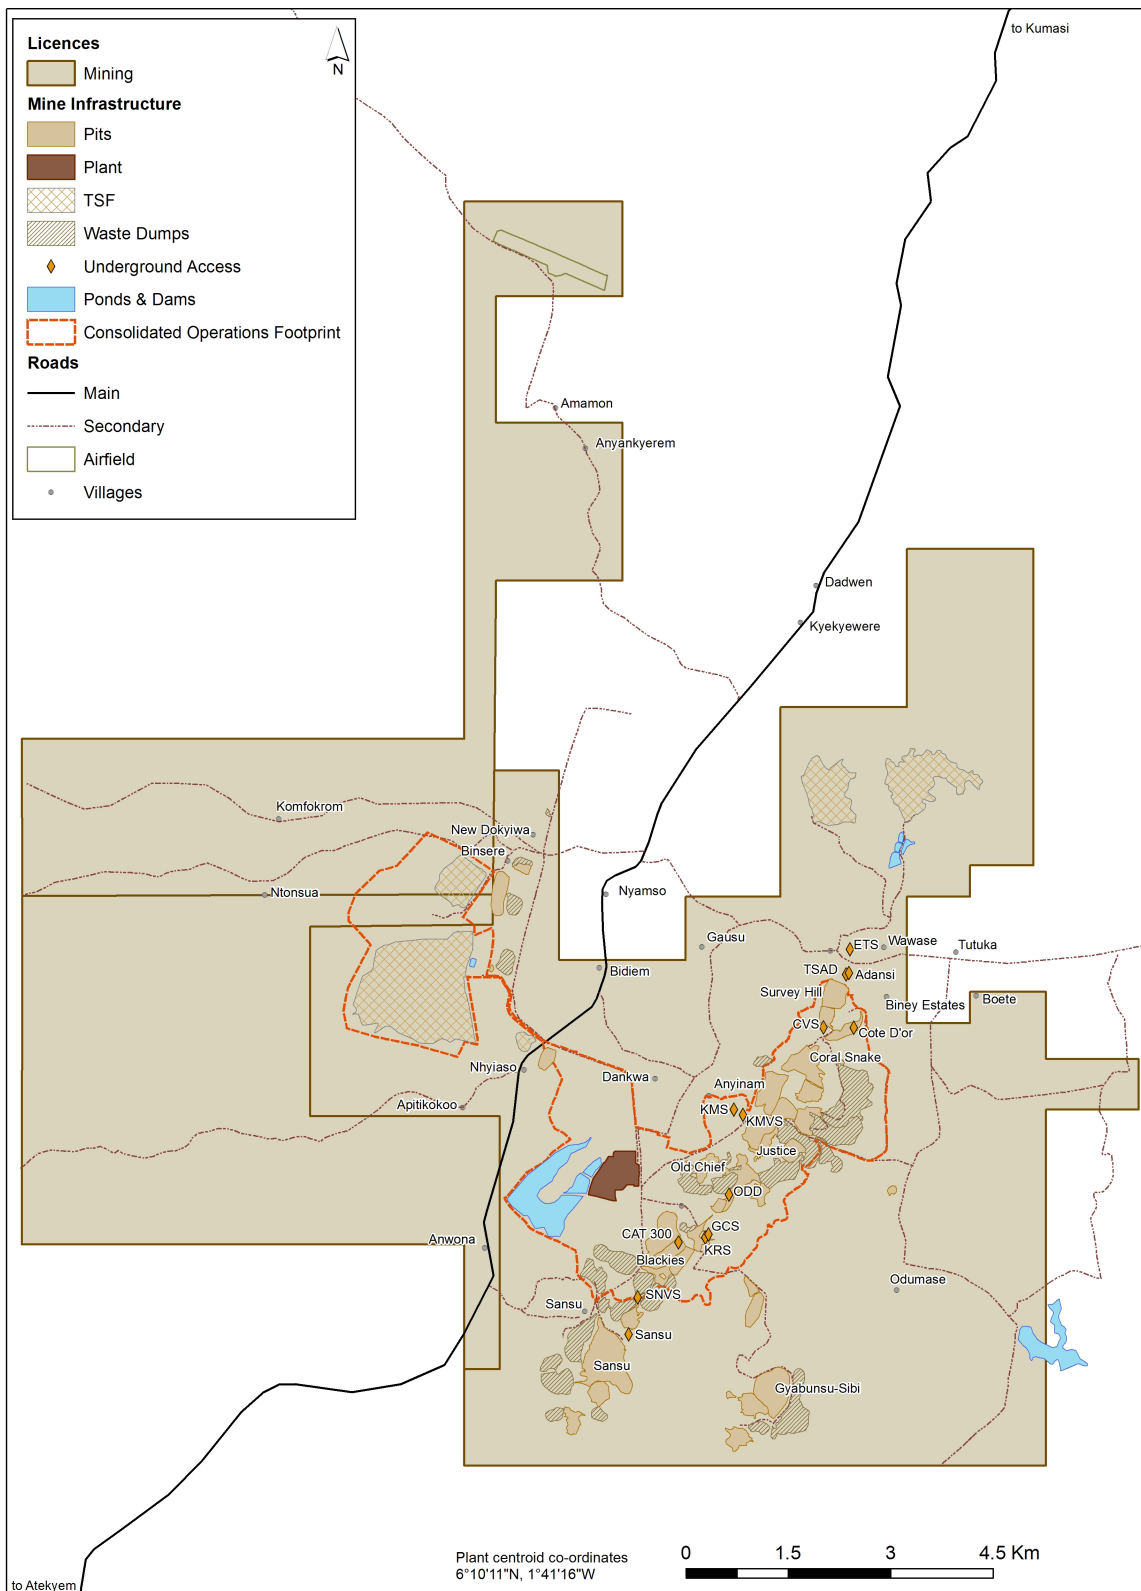 to Kumasi
Licences
N
Mining
Mine Infrastructure
Pits
Plant
TSF
Waste Dumps
Underground Access
Ponds & Dams
Consolidated Operations Footprint
Roads
Main
Secondary
Airfield
Villages
Amamon
Anyankyerem
Dadwen
Kyekyewere
Komfokrom
New Dokyiwa
Binsere
Ntonsua
Nyamso
Gausu
ETS
Wawase
Tutuka
Bidiem
TSAD
Adansi
Survey Hill
Biney Estates
Boete
CVS
Cote D'or
Coral Snake
Nhyiaso
Dankwa
Anyinam
Apitikokoo
KMS
KMVS
Justice
Old Chief
ODD
CAT 300
GCS
KRS
Anwona
Blackies
Odumase
SNVS
Sansu
Sansu
Sansu
Gyabunsu-Sibi
Plant centroid co-ordinates
6°10'11"N, 1°41'16"W
0 1.5 3 4.5 Km
to Atekyem